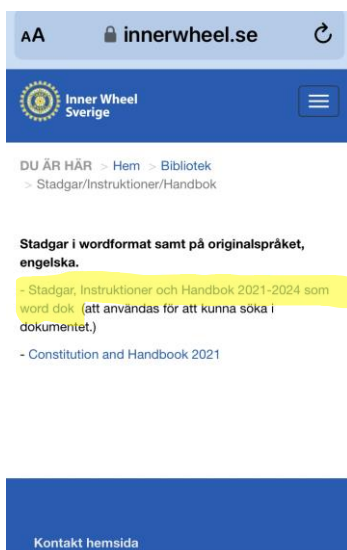 AA innerwheel.se
Inner Wheel
Sverige
DU ÄR HÄR > Hem > Bibliotek
> Stadgar/Instruktioner/Handbok
Stadgar i wordformat samt på originalspråket,
engelska.
- Stadgar, Instruktioner och Handbok 2021-2024 som
word dok (att användas för att kunna söka i
dokumentet.)
- Constitution and Handbook 2021
Kontakt hemsida